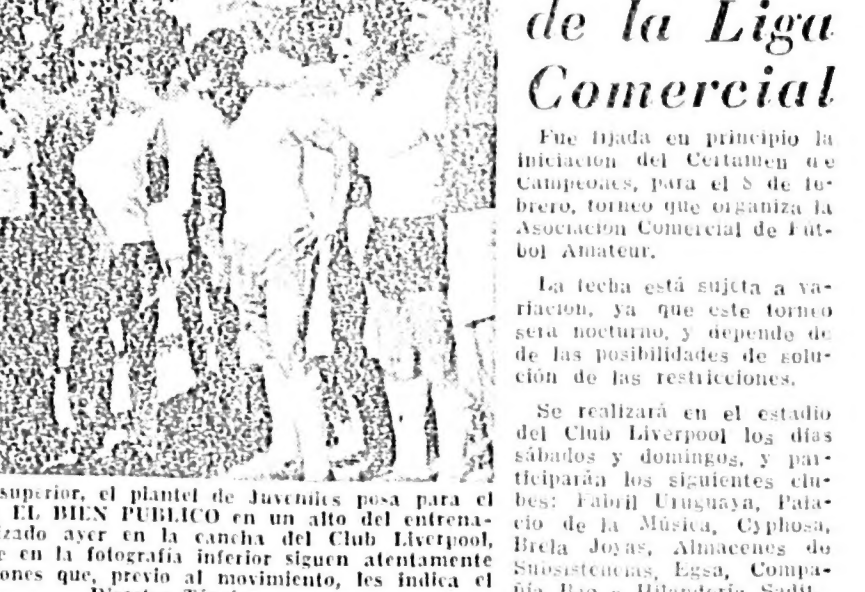 superior, el plantel de Juveniles posa para el
EL BIEN PUBLICO en un alto del entrena-
izado ayer en la cancha del Club Liverpool,
e en la fotografía inferior siguen atentamente
ones que, previo al movimiento, les indica el
de la Liga
Comercial
Fue fijada en principio la
iniciación del Certamen de
Campeones, para el 8 de fe-
brero, torneo que organiza la
Asociación Comercial de Fút-
bol Amateur.
La fecha está sujeta a va-
riación, ya que este torneo
será nocturno, y depende de
de las posibilidades de solu-
ción de las restricciones.
Se realizará en el estadio
del Club Liverpool los días
sábados y domingos, y par-
ticiparán los siguientes clu-
bes: Fabril Uruguaya, Pala-
cio de la Música, Cyphosa,
Brela Joyas, Almacenes de
Subsistencias, Egsa, Compa-